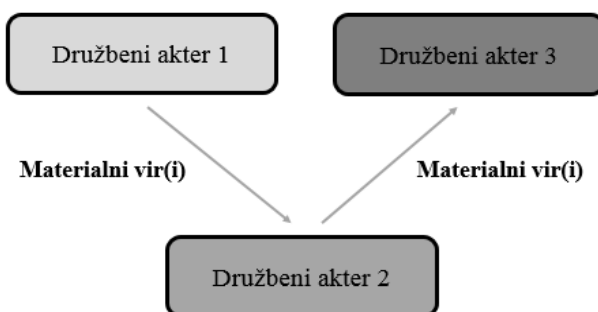 Družbeni akter 1
Družbeni akter 3
Materialni vir(i)
Materialni vir(i)
Družbeni akter 2